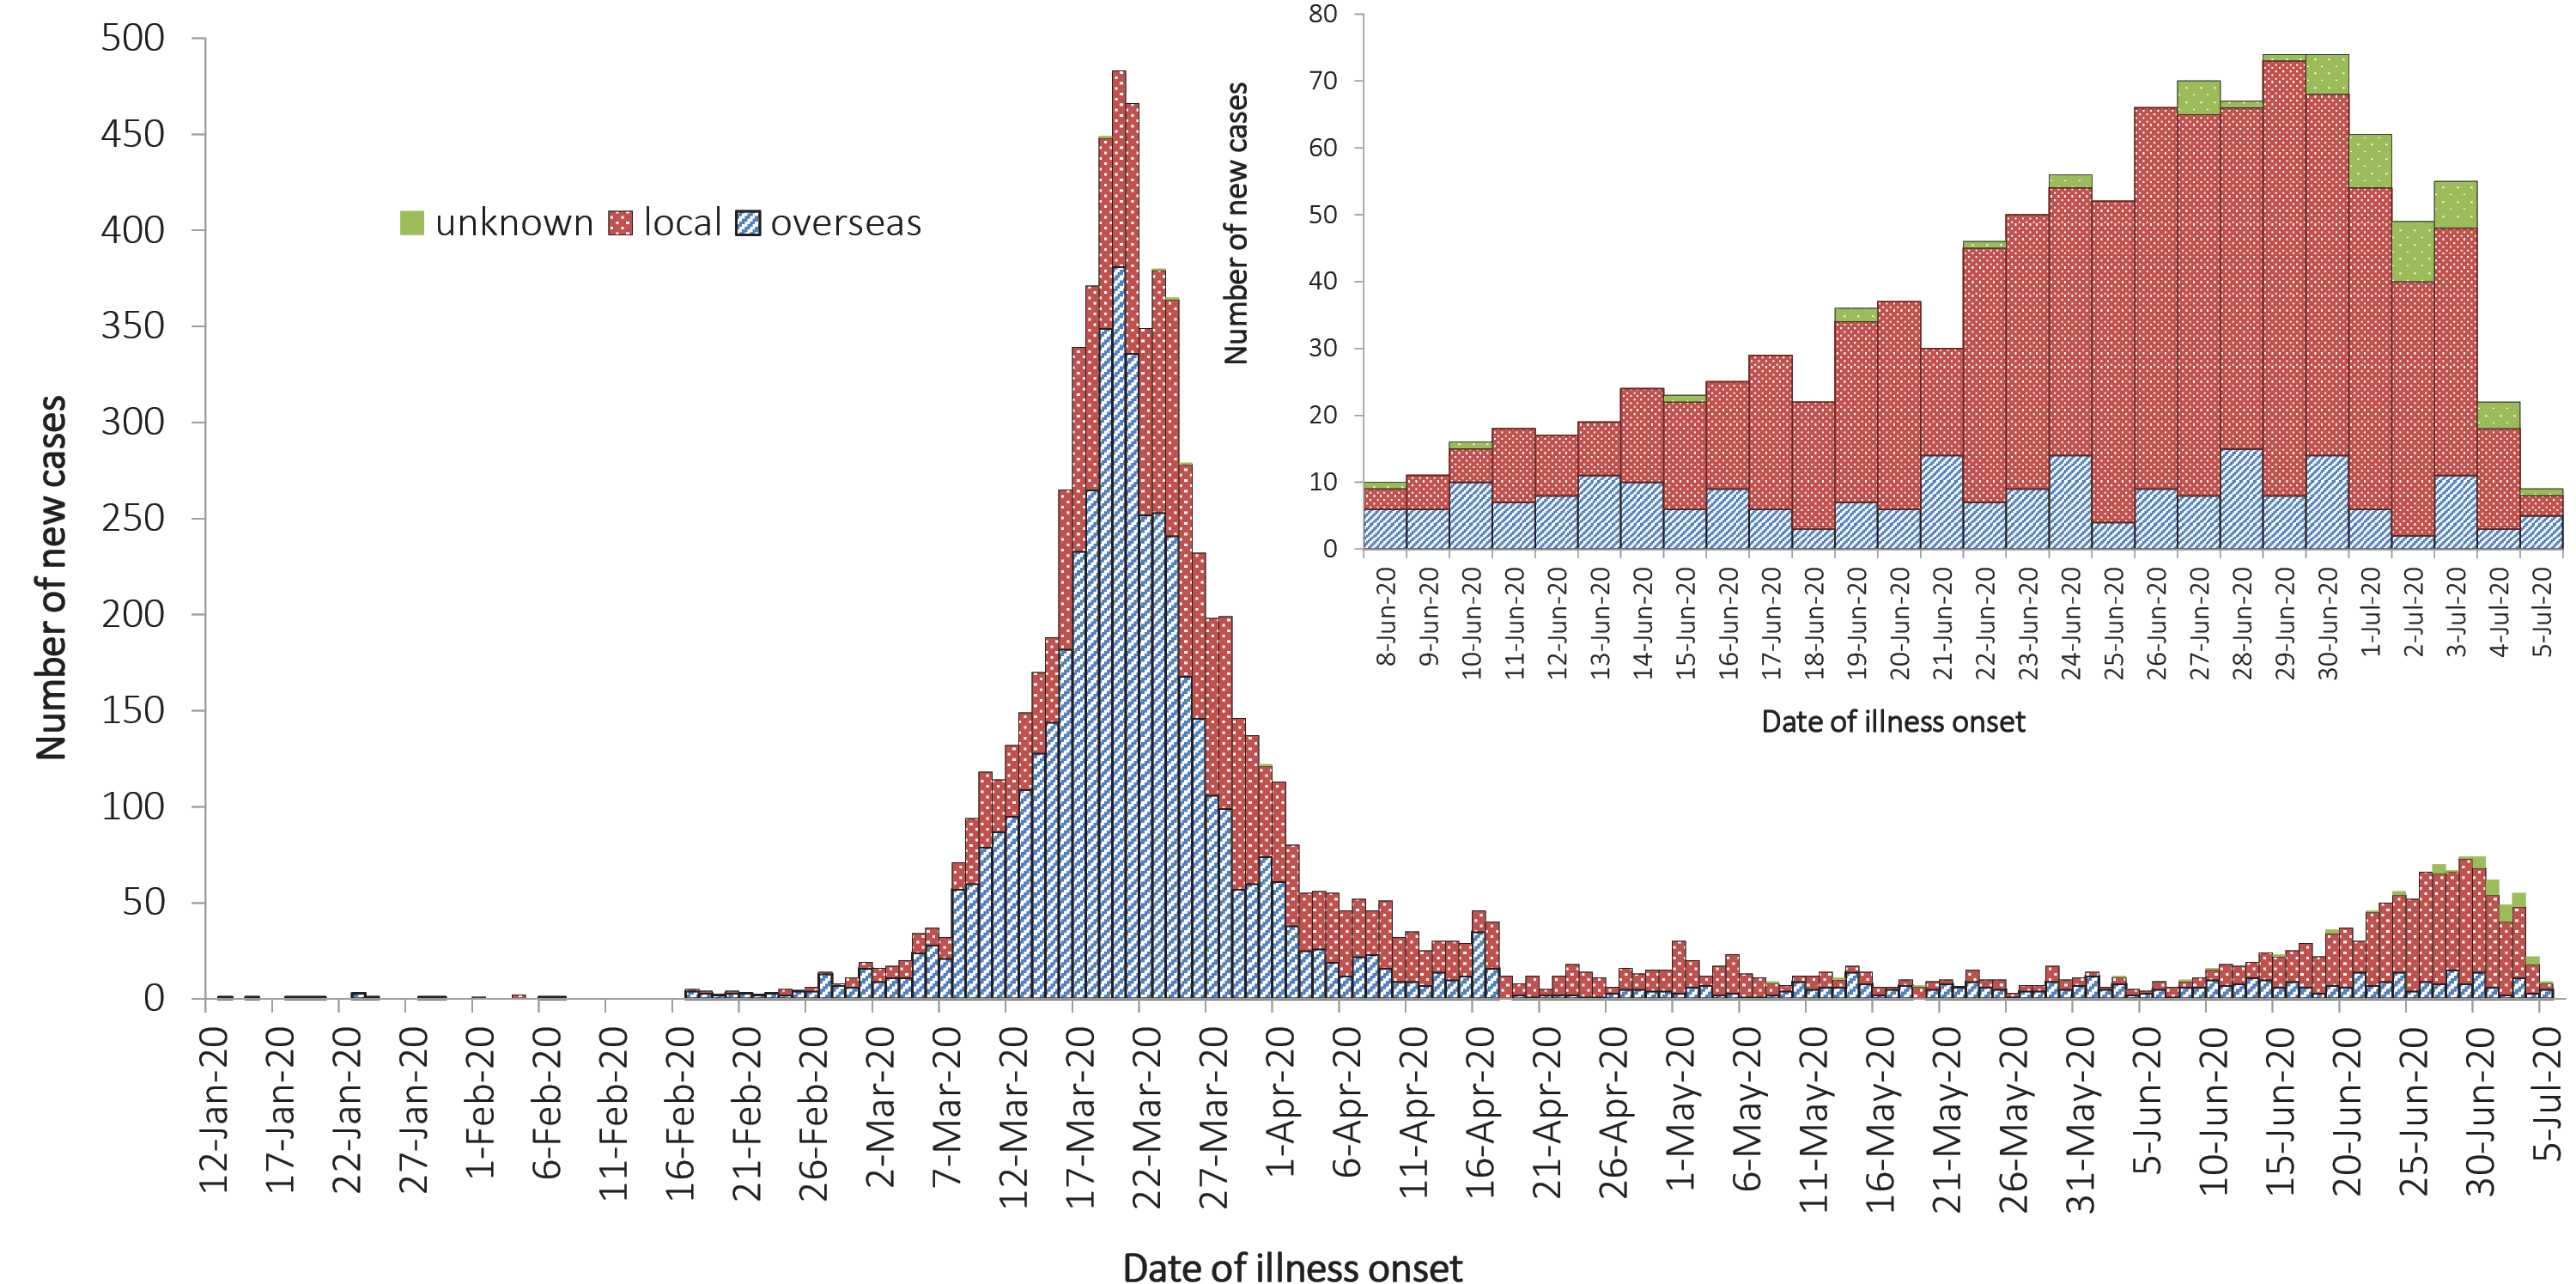 500
450
400
350
300
250
200
150
100
50
0
Number of new cases
unknown local overseas
12-Jan-20
17-Jan-20
22-Jan-20
27-Jan-20
1-Feb-20
6-Feb-20
11-Feb-20
16-Feb-20
21-Feb-20
26-Feb-20
2-Mar-20
7-Mar-20
12-Mar-20
17-Mar-20
22-Mar-20
27-Mar-20
1-Apr-20
6-Apr-20
11-Apr-20
16-Apr-20
21-Apr-20
26-Apr-20
1-May-20
6-May-20
11-May-20
16-May-20
21-May-20
26-May-20
31-May-20
5-Jun-20
10-Jun-20
15-Jun-20
20-Jun-20
25-Jun-20
30-Jun-20
5-Jul-20
Date of illness onset
80
70
60
50
40
30
20
10
0
Number of new cases
8-Jun-20
9-Jun-20
10-Jun-20
11-Jun-20
12-Jun-20
13-Jun-20
14-Jun-20
15-Jun-20
16-Jun-20
17-Jun-20
18-Jun-20
19-Jun-20
20-Jun-20
21-Jun-20
22-Jun-20
23-Jun-20
24-Jun-20
25-Jun-20
26-Jun-20
27-Jun-20
28-Jun-20
29-Jun-20
30-Jun-20
1-Jul-20
2-Jul-20
3-Jul-20
4-Jul-20
5-Jul-20
Date of illness onset